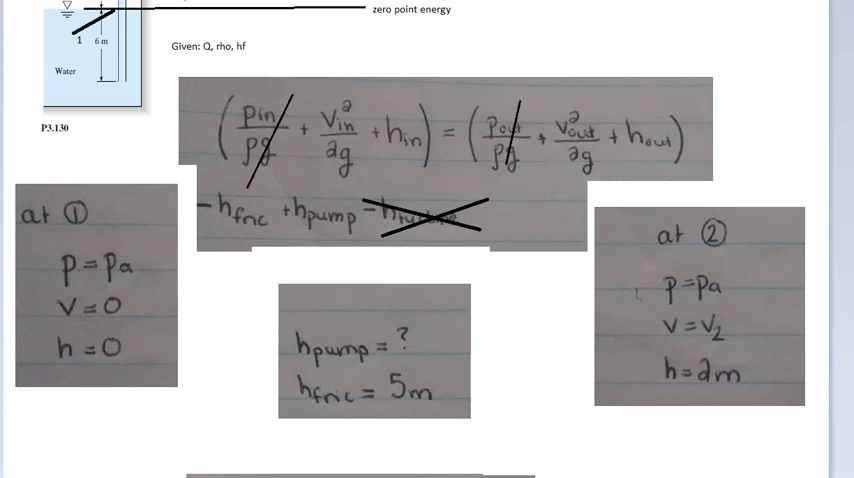 zero point energy
1 6 m
Given: Q, rho, hf
Water
P3.130
(pin/ρg + Vin²/2g + hin) = (pout/ρg + Vout²/2g + hout)
-hfric + hpump -
at ①
p = pa
v = 0
h = 0
at ②
p = pa
v = v₂
h = 2m
hpump = ?
hfric = 5m